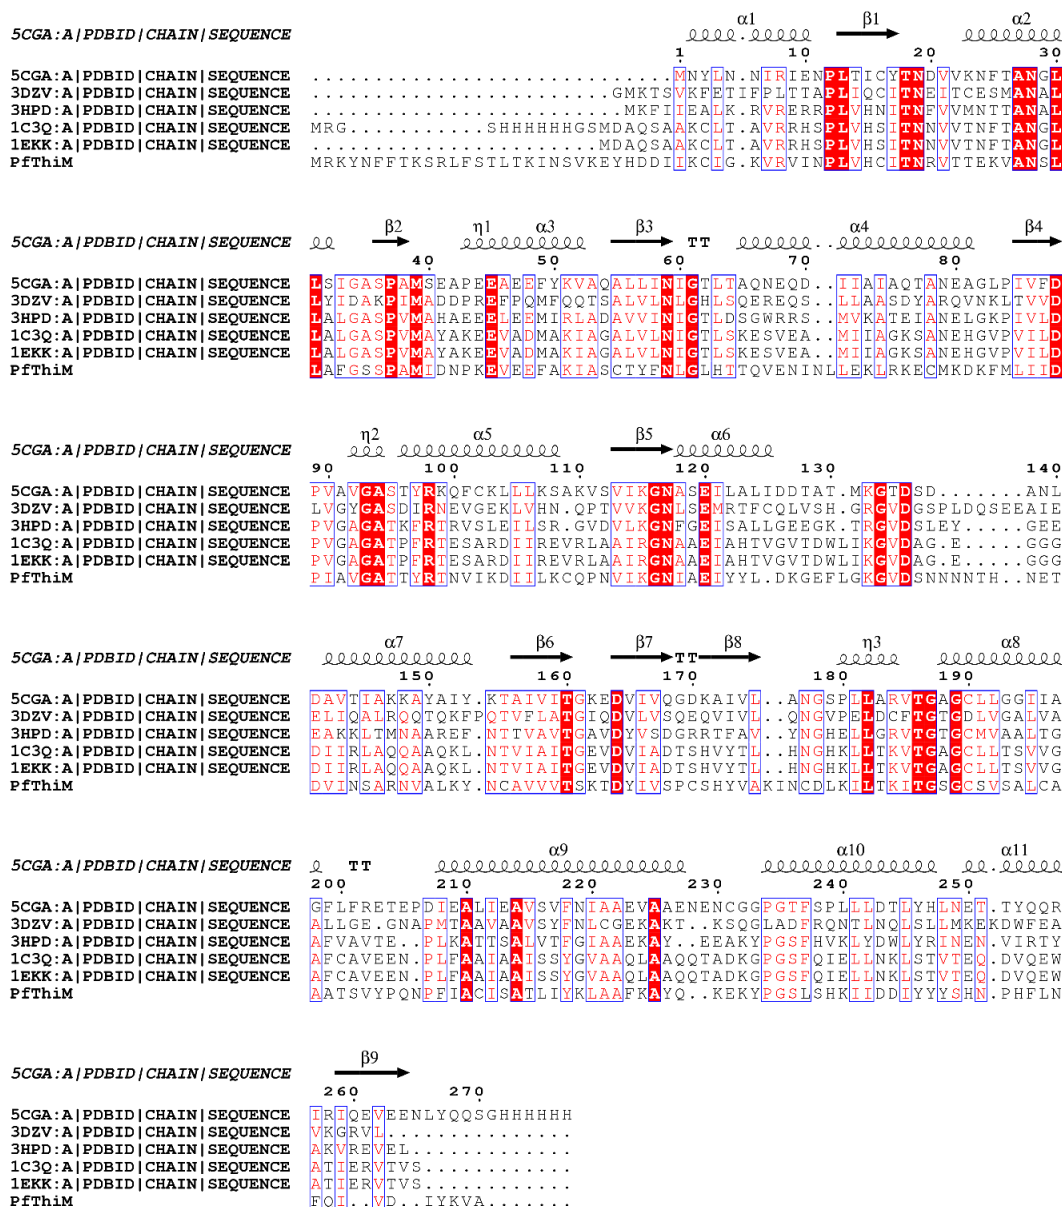 α1 β1 α2
5CGA:A|PDBID|CHAIN|SEQUENCE
1 10 20 30
5CGA:A|PDBID|CHAIN|SEQUENCE ..............................MNYLN.NIRIENPLTICYTNDVVKNFTANGL
3DZV:A|PDBID|CHAIN|SEQUENCE ........................GMKTSVKFETIFPLTTAPLIQCITNEITCESMANAL
3HPD:A|PDBID|CHAIN|SEQUENCE .........................MKFIIEALK.RVRERRPLVHNITNFVVMNTTANAL
1C3Q:A|PDBID|CHAIN|SEQUENCE MRG...........SHHHHHHGSMDAQSAAKCLT.AVRRHSPLVHSITNNVVTNFTANGL
1EKK:A|PDBID|CHAIN|SEQUENCE .......................MDAQSAAKCLT.AVRRHSPLVHSITNNVVTNFTANGL
PfThiM MRKYNFFTKSRLFSTLTKINSVKEYHDDIIKCIG.KVRVINPLVHCITNRVTTEKVANSL
β2 η1 α3 β3 TT α4 β4
5CGA:A|PDBID|CHAIN|SEQUENCE
40 50 60 70 80
5CGA:A|PDBID|CHAIN|SEQUENCE LSIGASPAMSEAPEEAEEFYKVAQALLINIGTLTAQNEQD.IIAIAQTANEAGLPIVFD
3DZV:A|PDBID|CHAIN|SEQUENCE LYIDAKPIMADDPREFPQMFQQTSALVLNLGHLSQEREQS.LLAASDYARQVNKLTVVD
3HPD:A|PDBID|CHAIN|SEQUENCE LALGASPVMAHAEEELEEMIRLADAVVINIGTLDSGWRRS.MVKATEIANELGKPIVLD
1C3Q:A|PDBID|CHAIN|SEQUENCE LALGASPVMAYAKEEVADMAKIAGALVLNIGTLSKESVEA..MIIAGKSANEHGVPVILD
1EKK:A|PDBID|CHAIN|SEQUENCE LALGASPVMAYAKEEVADMAKIAGALVLNIGTLSKESVEA..MIIAGKSANEHGVPVILD
PfThiM LAFGSSPAMIDNPKEVEEFAKIASCTYFNLGLHTTQVENINLLEKLRKECMKDKFMLIID
η2 α5 β5 α6
5CGA:A|PDBID|CHAIN|SEQUENCE
90 100 110 120 130 140
5CGA:A|PDBID|CHAIN|SEQUENCE PVAVGASTYRKQFCKLLLKSAKVSVIKGNASEILALIDDTAT.MKGTDSD........ANL
3DZV:A|PDBID|CHAIN|SEQUENCE LVGYGASDIRNEVGEKLVHN.QPTVVKGNLSEMRTFCQLVSH.GRGVDGSPLDQSEEAIE
3HPD:A|PDBID|CHAIN|SEQUENCE PVGAGATKFRTRVSLEILSR.GVDVLKGNFGEISALLGEEGK.TRGVDSLEY....GEE
1C3Q:A|PDBID|CHAIN|SEQUENCE PVGAGATPFRTESARDIIREVRLAAIRGNAAEIAHTVGVTDWLIKGVDAG.E.....GGG
1EKK:A|PDBID|CHAIN|SEQUENCE PVGAGATPFRTESARDIIREVRLAAIRGNAAEIAHTVGVTDWLIKGVDAG.E.....GGG
PfThiM PIAVGATTYRTNVIKDIILKCQPNVIKGNIAEIYYL.DKGEFLGKGVDSNNNNTH..NET
α7 β6 β7 TT β8 η3 α8
5CGA:A|PDBID|CHAIN|SEQUENCE
150 160 170 180 190
5CGA:A|PDBID|CHAIN|SEQUENCE DAVTIAKKAYAIY.KTAIVITGKEDVIVQGDKAIVL..ANGSPLLARVTGAGCLLGGIIA
3DZV:A|PDBID|CHAIN|SEQUENCE ELIQALRQQTQKFPQTVFLATGIQDVLVSQEQVIVL..QNGVPELDCFTGTGDLVGALVA
3HPD:A|PDBID|CHAIN|SEQUENCE EAKKLTMNAAREF.NTTVAVTGAVDYVSDGRRTFAV..YNGHELLGRVTGTGCMVAALTG
1C3Q:A|PDBID|CHAIN|SEQUENCE DIIRLAQQAAQKL.NTVIAITGEVDVIADTSHVYTL..HNGHKLLTKVTGAGCLLTSVVG
1EKK:A|PDBID|CHAIN|SEQUENCE DIIRLAQQAAQKL.NTVIAITGEVDVIADTSHVYTL..HNGHKLLTKVTGAGCLLTSVVG
PfThiM DVINSARNVALKY.NCAVVVTSKTDYIVSPCSHYVAKINCDLKILTKITGSGCSVSALCA
TT α9 α10 α11
5CGA:A|PDBID|CHAIN|SEQUENCE
200 210 220 230 240 250
5CGA:A|PDBID|CHAIN|SEQUENCE GFLFRETEPDIEALIEAVSVFNIAAEVAAENENCGGPGTFSPLLLDTLYHLNET.TYQQR
3DZV:A|PDBID|CHAIN|SEQUENCE ALLGE.GNAPMTAAVAAVSYFNLCGEKAKT..KSQGLADFRQNTLNQLSLLMKEKDWFEA
3HPD:A|PDBID|CHAIN|SEQUENCE AFVAVTE..PLKATTSALVTFGIAAEKAY..EEAKYPGSFHVKLYDWLYRINEN.VIRTY
1C3Q:A|PDBID|CHAIN|SEQUENCE AFCAVEEN.PLFAAIAAISSYGVAAQLAAQQTADKGPGSFQIELLNKLSTVTEQ.DVQEW
1EKK:A|PDBID|CHAIN|SEQUENCE AFCAVEEN.PLFAAIAAISSYGVAAQLAAQQTADKGPGSFQIELLNKLSTVTEQ.DVQEW
PfThiM AATSVYPQNPFIACISATLIYKLAAFKAYQ..KEKYPGSLSHKIIDDIYYYSHN.PHFLN
β9
5CGA:A|PDBID|CHAIN|SEQUENCE
260 270
5CGA:A|PDBID|CHAIN|SEQUENCE IRIQEVEENLYQQSGHHHHHH
3DZV:A|PDBID|CHAIN|SEQUENCE VKGRVL...............
3HPD:A|PDBID|CHAIN|SEQUENCE AKVREVEL.............
1C3Q:A|PDBID|CHAIN|SEQUENCE ATIERVTVS............
1EKK:A|PDBID|CHAIN|SEQUENCE ATIERVTVS............
PfThiM FQI..VD.IYKVA........